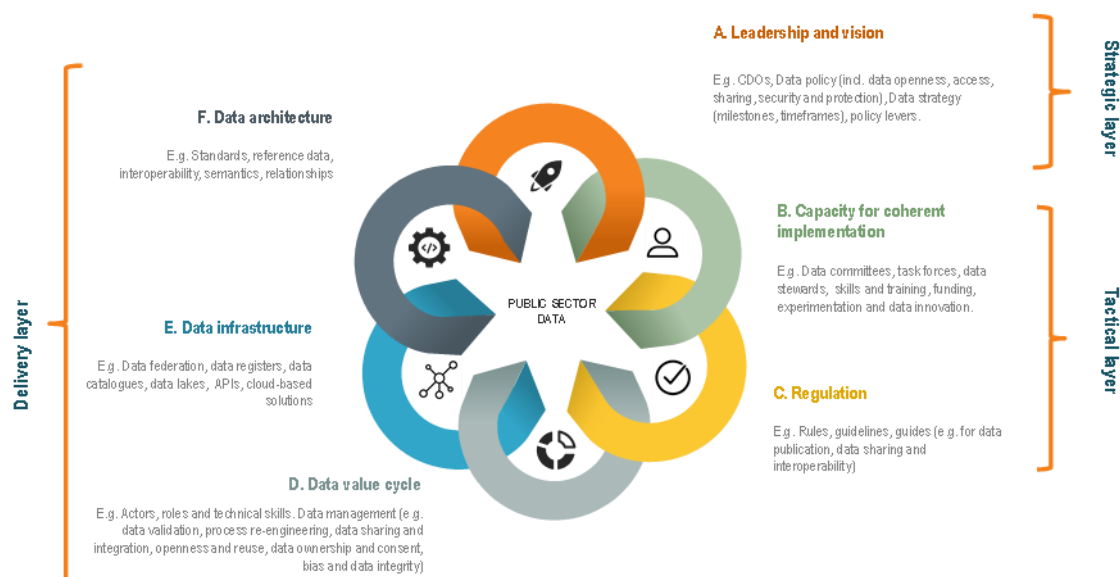 A. Leadership and vision
E.g. CDOs, Data policy (incl. data openness, access,
sharing, security and protection), Data strategy
(milestones, timeframes), policy levers.
Strategic layer
B. Capacity for coherent
implementation
E.g. Data committees, task forces, data
stewards, skills and training, funding,
experimentation and data innovation.
C. Regulation
E.g. Rules, guidelines, guides (e.g. for data
publication, data sharing and
interoperability)
Tactical layer
D. Data value cycle
E.g. Actors, roles and technical skills. Data management (e.g.
data validation, process re-engineering, data sharing and
integration, openness and reuse, data ownership and consent,
bias and data integrity)
E. Data infrastructure
E.g. Data federation, data registers, data
catalogues, data lakes, APIs, cloud-based
solutions
F. Data architecture
E.g. Standards, reference data,
interoperability, semantics, relationships
Delivery layer
PUBLIC SECTOR
DATA
</>